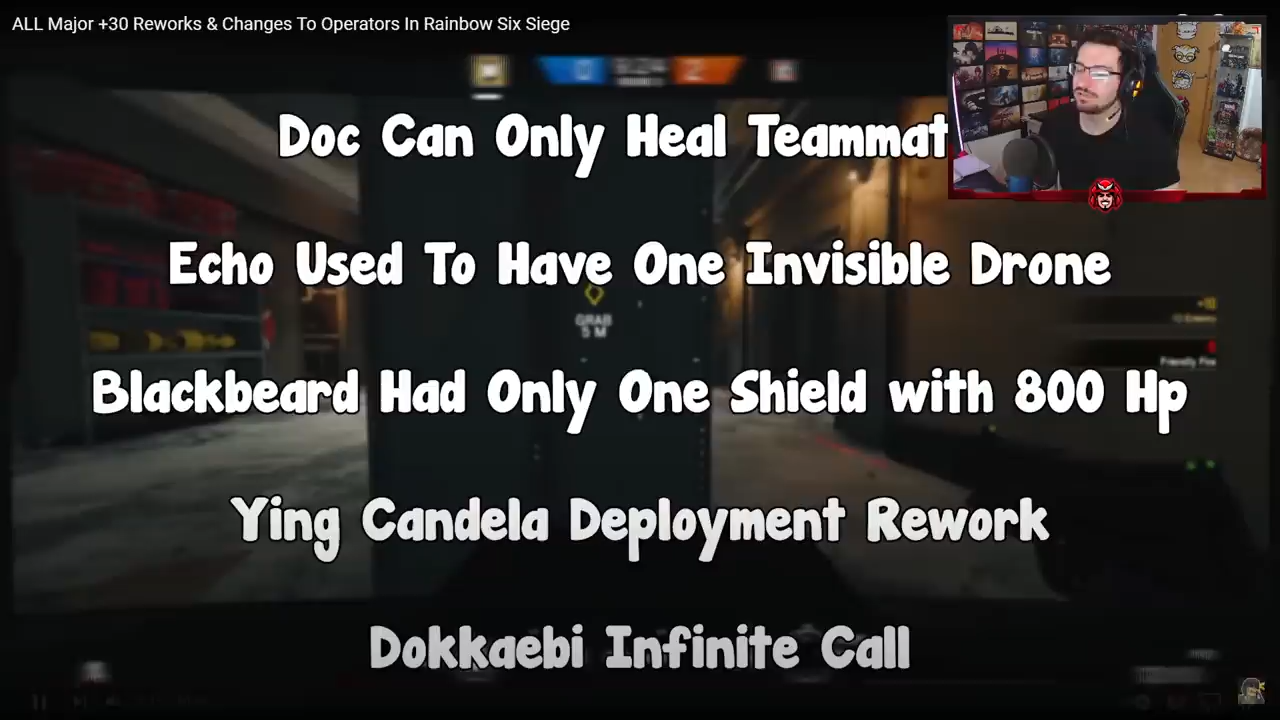 ALL Major +30 Reworks & Changes To Operators In Rainbow Six Siege
Doc Can Only Heal Teammat
Echo Used To Have One Invisible Drone
GRAB
5 M
Blackbeard Had Only One Shield with 800 Hp
Ying Candela Deployment Rework
Dokkaebi Infinite Call